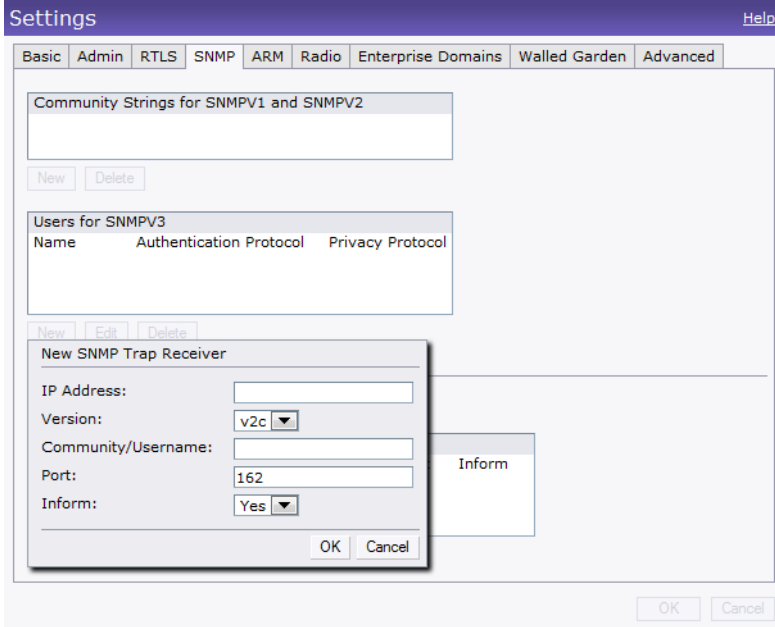 Settings Help
Basic Admin RTLS SNMP ARM Radio Enterprise Domains Walled Garden Advanced
Community Strings for SNMPV1 and SNMPV2
New Delete
Users for SNMPV3
Name Authentication Protocol Privacy Protocol
New Edit Delete
New SNMP Trap Receiver
IP Address:
Version: v2c
Community/Username:
Port: 162
Inform: Yes
OK Cancel
Inform
OK Cancel